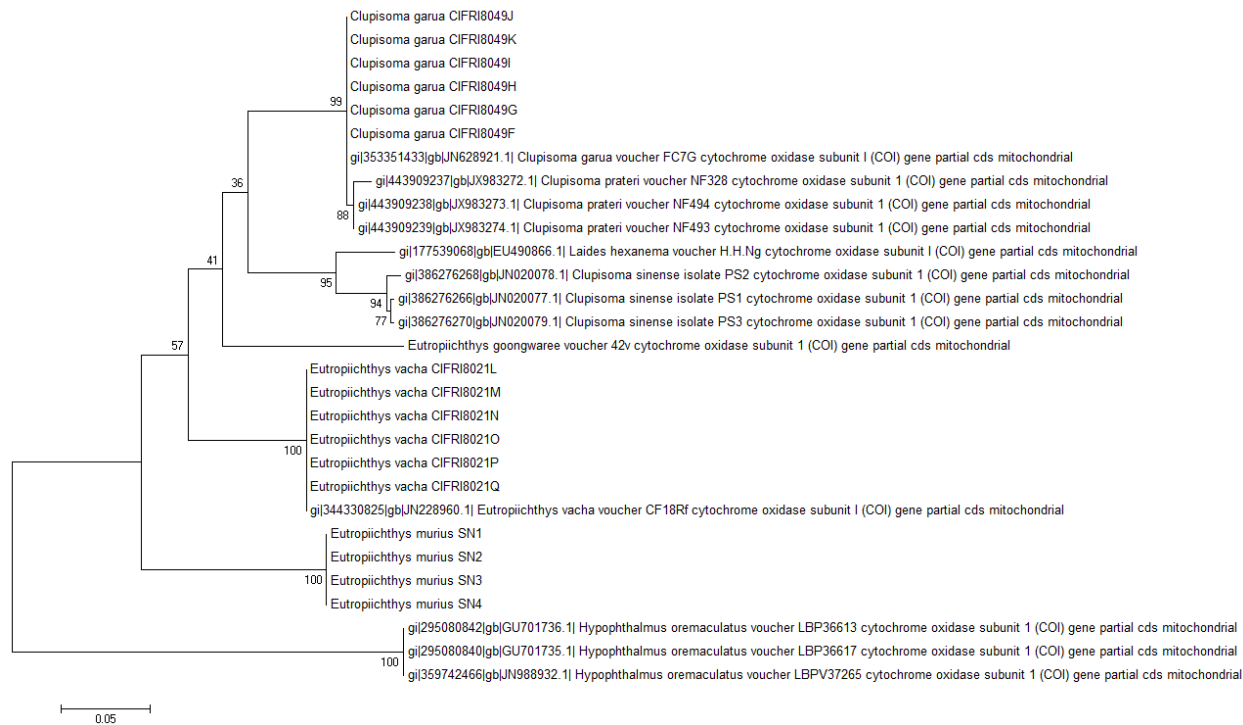 Clupisoma garua CIFRI8049J
Clupisoma garua CIFRI8049K
Clupisoma garua CIFRI8049I
Clupisoma garua CIFRI8049H
99
Clupisoma garua CIFRI8049G
Clupisoma garua CIFRI8049F
gi|353351433|gb|JN628921.1| Clupisoma garua voucher FC7G cytochrome oxidase subunit I (COI) gene partial cds mitochondrial
36
gi|443909237|gb|JX983272.1| Clupisoma prateri voucher NF328 cytochrome oxidase subunit 1 (COI) gene partial cds mitochondrial
gi|443909238|gb|JX983273.1| Clupisoma prateri voucher NF494 cytochrome oxidase subunit 1 (COI) gene partial cds mitochondrial
88
gi|443909239|gb|JX983274.1| Clupisoma prateri voucher NF493 cytochrome oxidase subunit 1 (COI) gene partial cds mitochondrial
gi|177539068|gb|EU490866.1| Laides hexanema voucher H.H.Ng cytochrome oxidase subunit I (COI) gene partial cds mitochondrial
41
95
gi|386276268|gb|JN020078.1| Clupisoma sinense isolate PS2 cytochrome oxidase subunit 1 (COI) gene partial cds mitochondrial
94
gi|386276266|gb|JN020077.1| Clupisoma sinense isolate PS1 cytochrome oxidase subunit 1 (COI) gene partial cds mitochondrial
77
gi|386276270|gb|JN020079.1| Clupisoma sinense isolate PS3 cytochrome oxidase subunit 1 (COI) gene partial cds mitochondrial
57
Eutropiichthys goongwaree voucher 42v cytochrome oxidase subunit 1 (COI) gene partial cds mitochondrial
Eutropiichthys vacha CIFRI8021L
Eutropiichthys vacha CIFRI8021M
Eutropiichthys vacha CIFRI8021N
Eutropiichthys vacha CIFRI8021O
100
Eutropiichthys vacha CIFRI8021P
Eutropiichthys vacha CIFRI8021Q
gi|344330825|gb|JN228960.1| Eutropiichthys vacha voucher CF18Rf cytochrome oxidase subunit I (COI) gene partial cds mitochondrial
Eutropiichthys murius SN1
Eutropiichthys murius SN2
100
Eutropiichthys murius SN3
Eutropiichthys murius SN4
gi|295080842|gb|GU701736.1| Hypophthalmus oremaculatus voucher LBP36613 cytochrome oxidase subunit 1 (COI) gene partial cds mitochondrial
gi|295080840|gb|GU701735.1| Hypophthalmus oremaculatus voucher LBP36617 cytochrome oxidase subunit 1 (COI) gene partial cds mitochondrial
100
gi|359742466|gb|JN988932.1| Hypophthalmus oremaculatus voucher LBPV37265 cytochrome oxidase subunit 1 (COI) gene partial cds mitochondrial
0.05